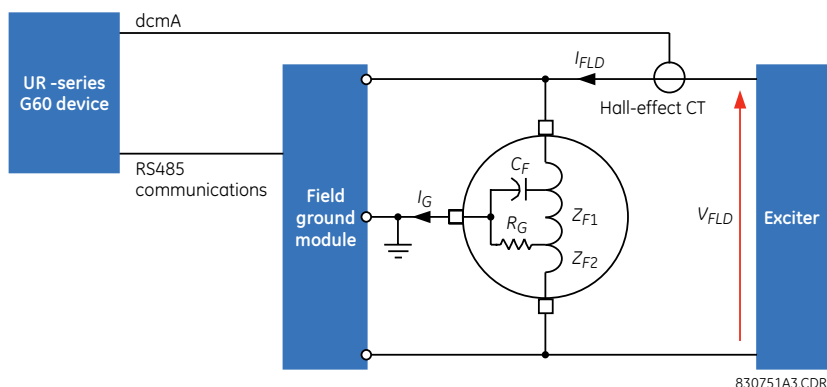 dcmA
UR -series
G60 device
I_FLD
Hall-effect CT
RS485
communications
Field
ground
module
I_G
C_F
R_G
Z_F1
Z_F2
V_FLD
Exciter
830751A3.CDR